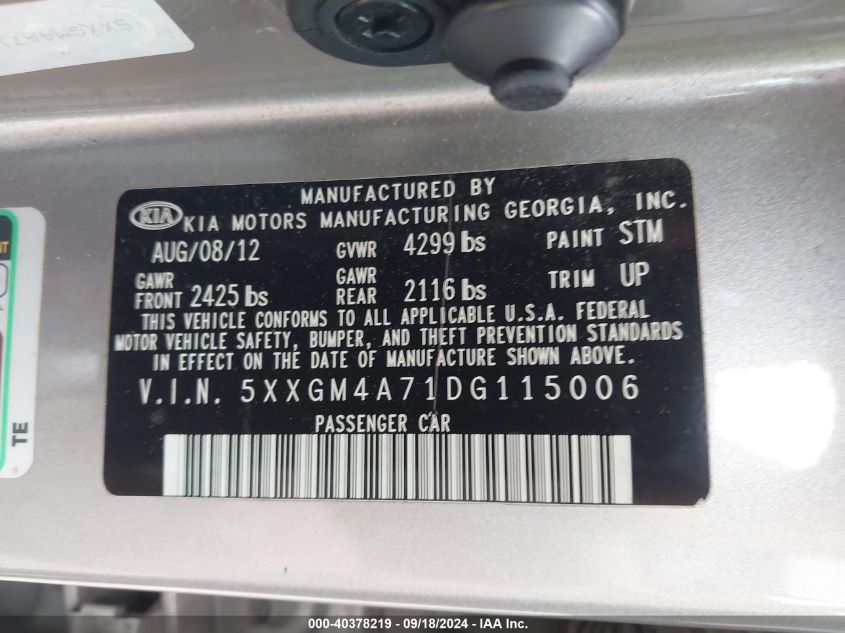 5XXGM4A71
MANUFACTURED BY
KIA KIA MOTORS MANUFACTURING GEORGIA, INC.
AUG/08/12 GVWR 4299 lbs PAINT STM
GAWR FRONT 2425 lbs GAWR REAR 2116 lbs TRIM UP
THIS VEHICLE CONFORMS TO ALL APPLICABLE U.S.A. FEDERAL
MOTOR VEHICLE SAFETY, BUMPER, AND THEFT PREVENTION STANDARDS
IN EFFECT ON THE DATE OF MANUFACTURE SHOWN ABOVE.
V.I.N. 5XXGM4A71DG115006
PASSENGER CAR
TE
000-40378219 - 09/18/2024 - IAA Inc.